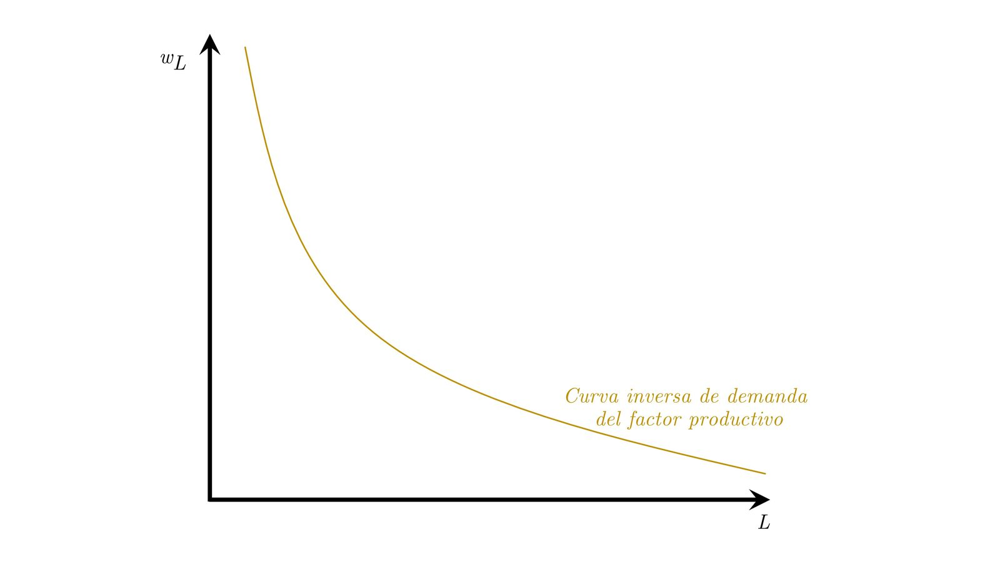 w_L
Curva inversa de demanda
del factor productivo
L